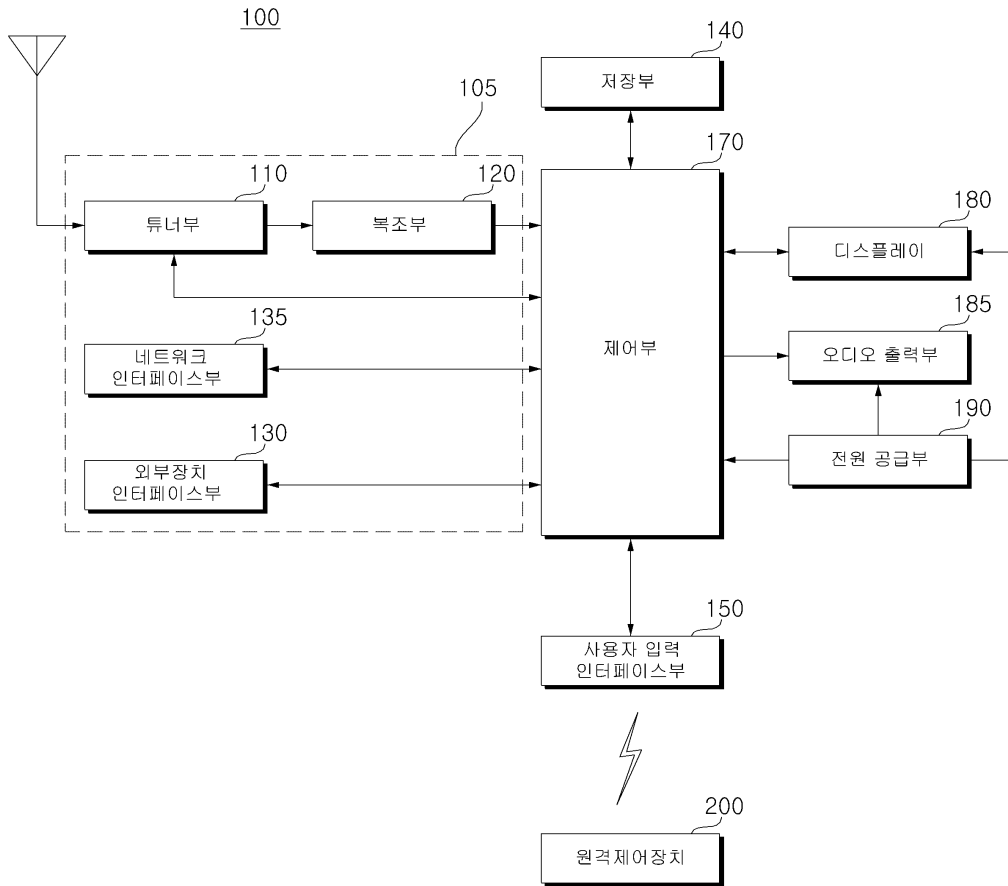 100
140
저장부
105
170
110
튜너부
120
복조부
180
디스플레이
135
네트워크
인터페이스부
제어부
185
오디오 출력부
130
외부장치
인터페이스부
190
전원 공급부
150
사용자 입력
인터페이스부
200
원격제어장치